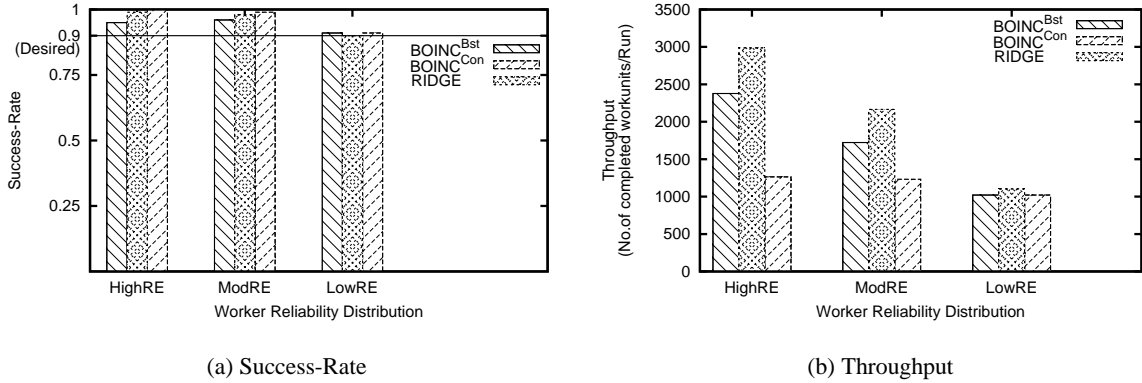 1
0.9
(Desired)
0.75
0.5
0.25
Success-Rate
BOINC^Bst
BOINC^Con
RIDGE
HighRE ModRE LowRE
Worker Reliability Distribution
(a) Success-Rate
3500
3000
2500
2000
1500
1000
500
0
Throughput
(No.of completed workunits/Run)
BOINC^Bst
BOINC^Con
RIDGE
HighRE ModRE LowRE
Worker Reliability Distribution
(b) Throughput